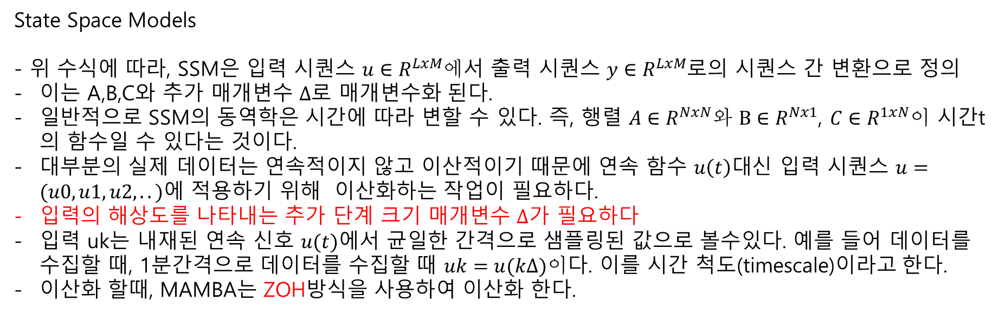 State Space Models
- 위 수식에 따라, SSM은 입력 시퀀스 u ∈ R^{LxM}에서 출력 시퀀스 y ∈ R^{LxM}로의 시퀀스 간 변환으로 정의
- 이는 A,B,C와 추가 매개변수 Δ로 매개변수화 된다.
- 일반적으로 SSM의 동역학은 시간에 따라 변할 수 있다. 즉, 행렬 A ∈ R^{NxN}와 B ∈ R^{Nx1}, C ∈ R^{1xN}이 시간t
의 함수일 수 있다는 것이다.
- 대부분의 실제 데이터는 연속적이지 않고 이산적이기 때문에 연속 함수 u(t)대신 입력 시퀀스 u =
(u0, u1, u2, . . )에 적용하기 위해 이산화하는 작업이 필요하다.
- 입력의 해상도를 나타내는 추가 단계 크기 매개변수 Δ가 필요하다
- 입력 uk는 내재된 연속 신호 u(t)에서 균일한 간격으로 샘플링된 값으로 볼수있다. 예를 들어 데이터를
수집할 때, 1분간격으로 데이터를 수집할 때 uk = u(kΔ)이다. 이를 시간 척도(timescale)이라고 한다.
- 이산화 할때, MAMBA는 ZOH방식을 사용하여 이산화 한다.